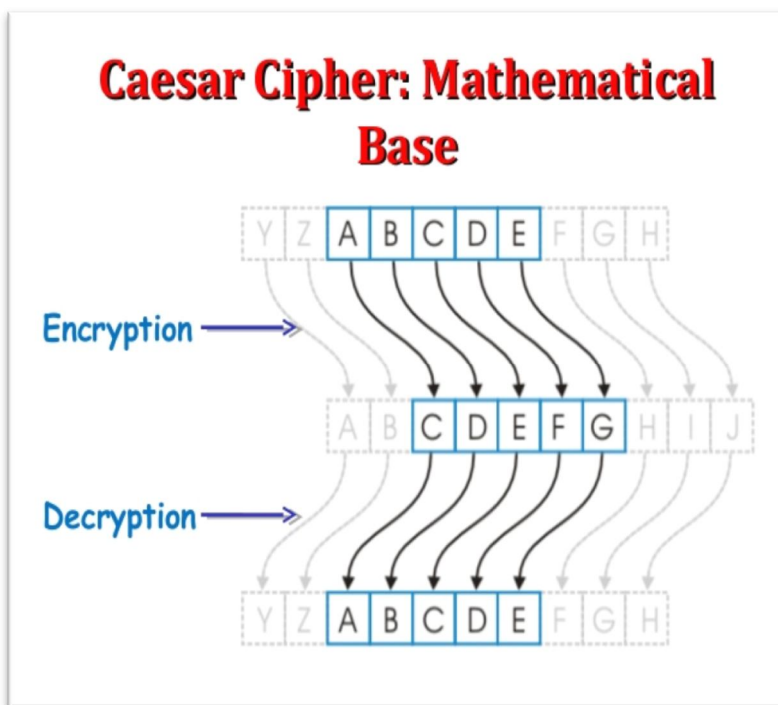 Caesar Cipher: Mathematical
Base
Y Z A B C D E F G H
Encryption
A B C D E F G H I J
Decryption
Y Z A B C D E F G H